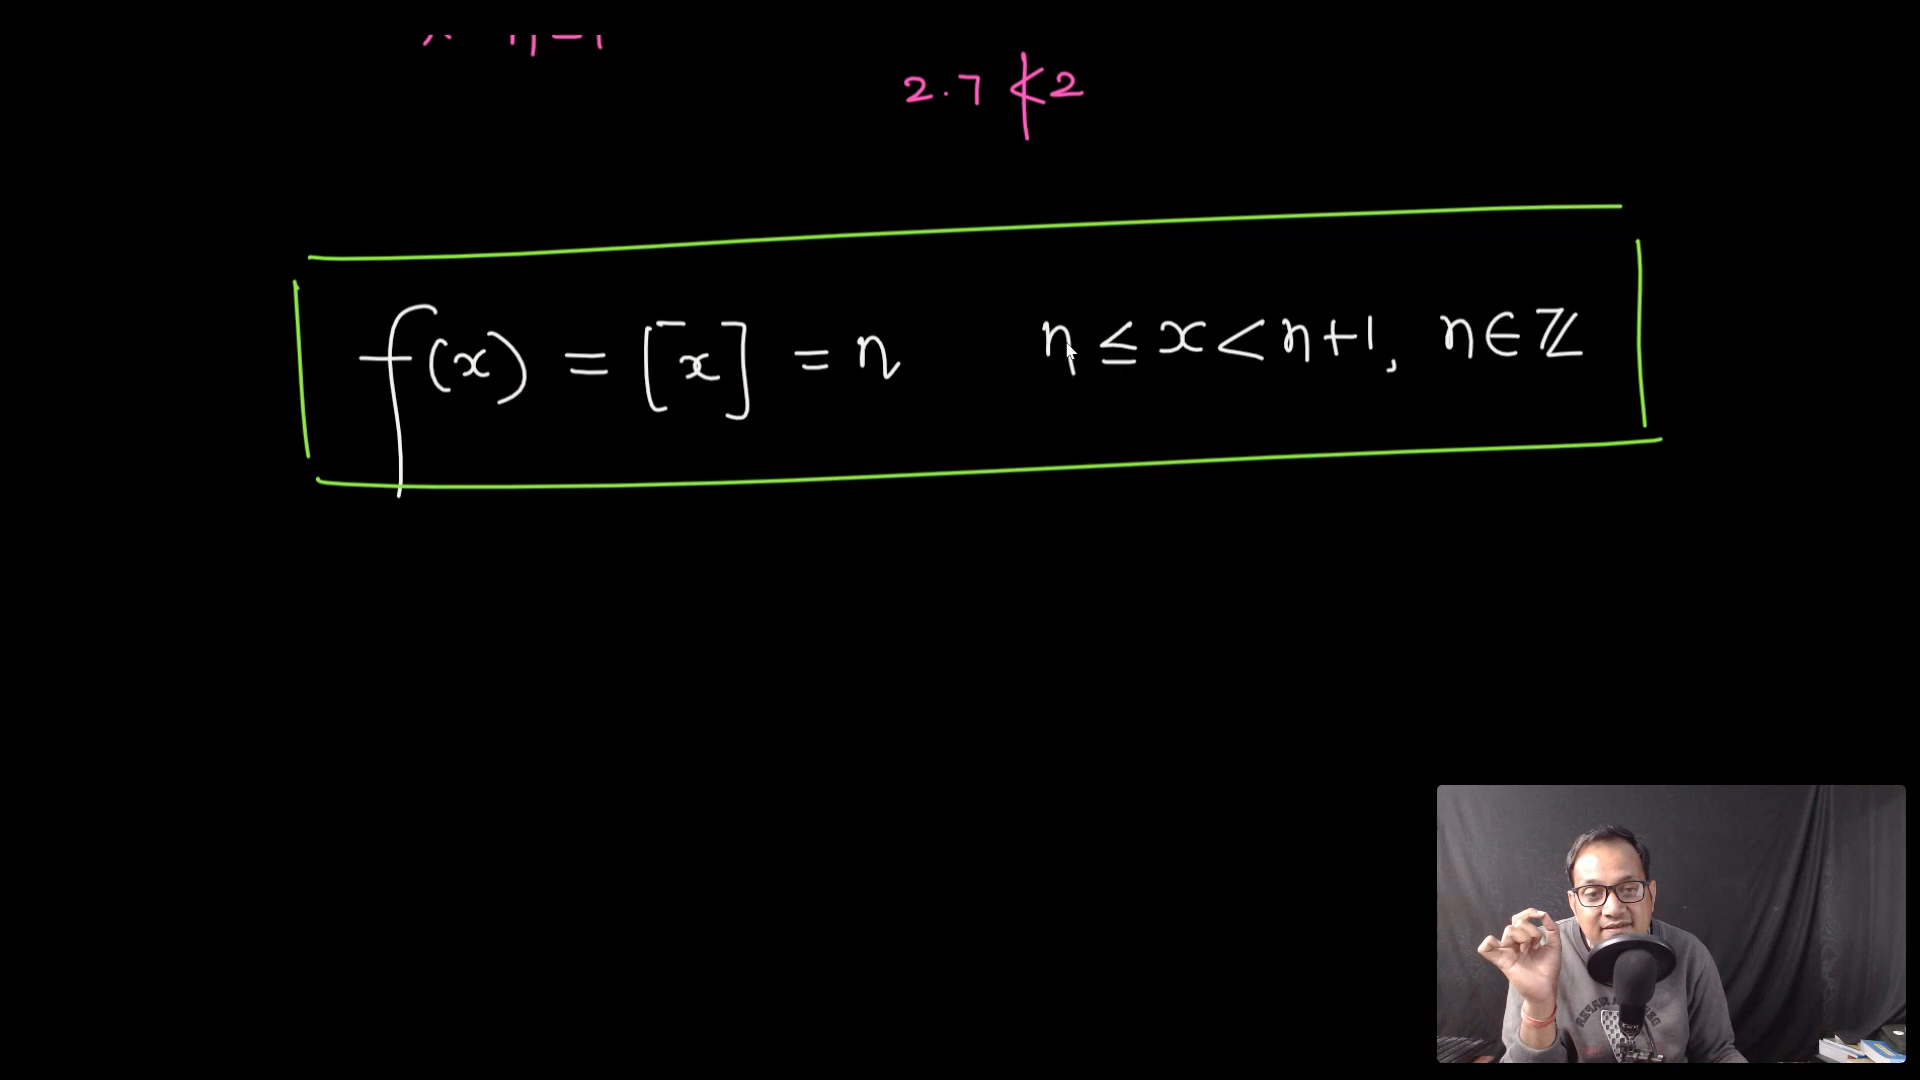 2.7 ≮ 2
f(x) = [x] = n    n ≤ x < n+1, n ∈ ℤ